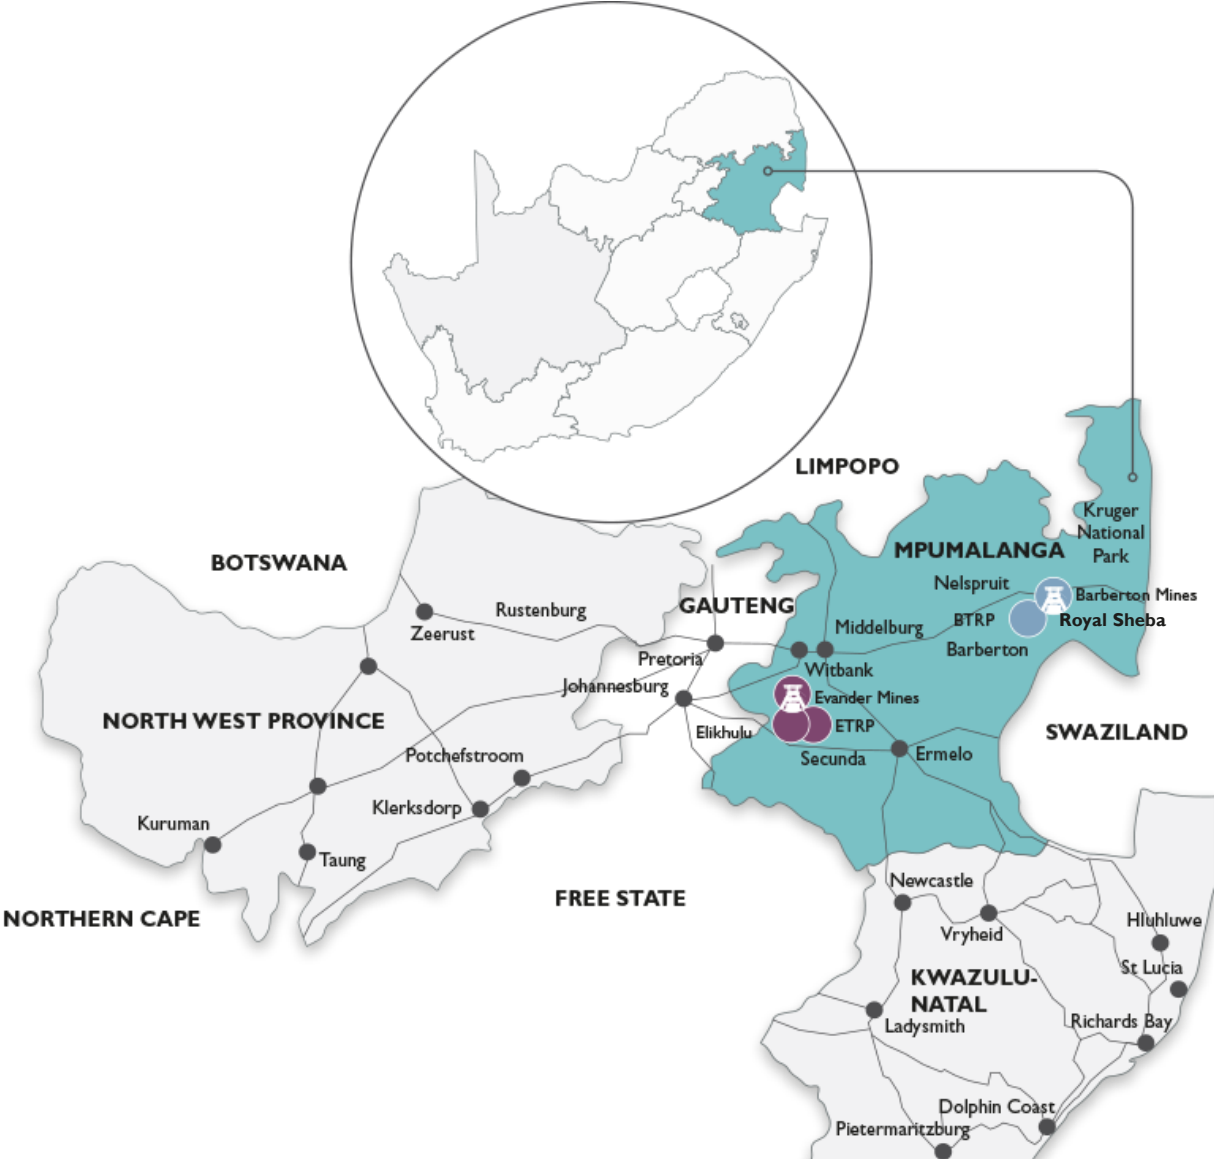 LIMPOPO
Kruger
National
Park
BOTSWANA
MPUMALANGA
Nelspruit
Barberton Mines
Rustenburg
GAUTENG
BTRP
Royal Sheba
Zeerust
Middelburg
Barberton
Pretoria
Witbank
Johannesburg
Evander Mines
NORTH WEST PROVINCE
Elikhulu
ETRP
SWAZILAND
Potchefstroom
Secunda
Ermelo
Klerksdorp
Kuruman
Taung
Newcastle
FREE STATE
NORTHERN CAPE
Hluhluwe
Vryheid
St Lucia
KWAZULU-
NATAL
Ladysmith
Richards Bay
Dolphin Coast
Pietermaritzburg